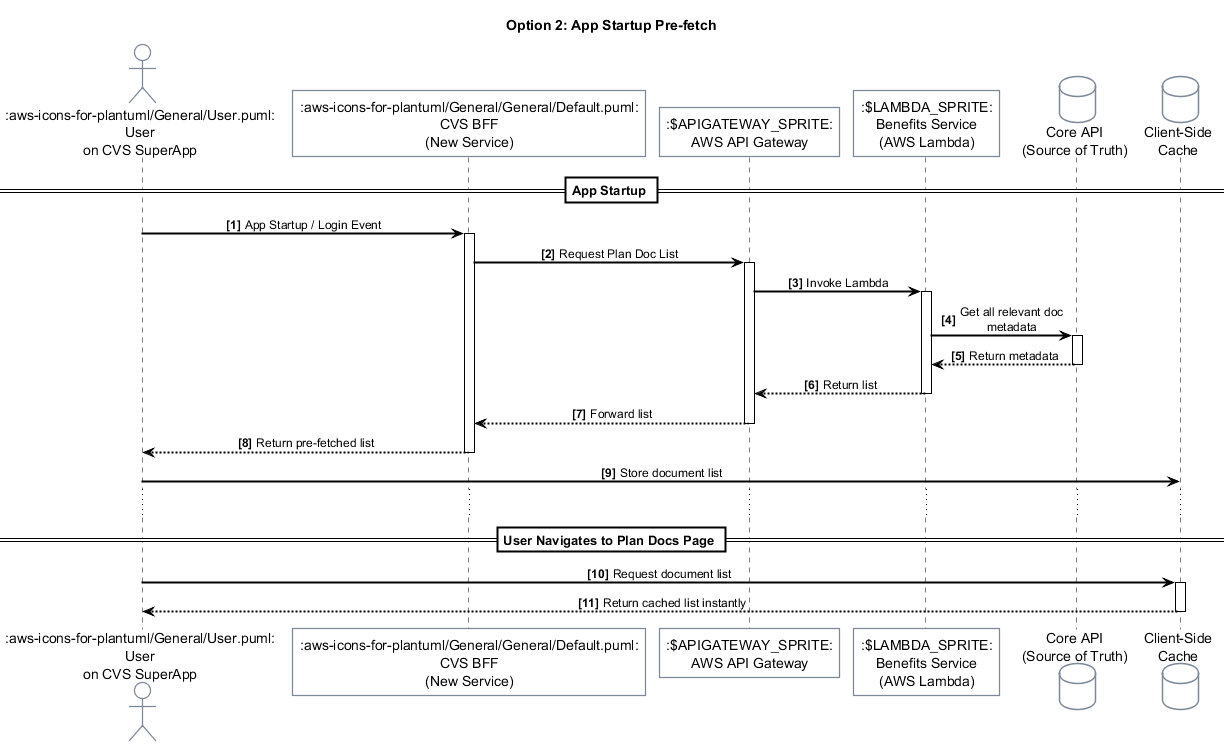 Option 2: App Startup Pre-fetch
:aws-icons-for-plantuml/General/User.puml:
User
on CVS SuperApp
:aws-icons-for-plantuml/General/General/Default.puml:
CVS BFF
(New Service)
:$APIGATEWAY_SPRITE:
AWS API Gateway
:$LAMBDA_SPRITE:
Benefits Service
(AWS Lambda)
Core API
(Source of Truth)
Client-Side
Cache
App Startup
[1] App Startup / Login Event
[2] Request Plan Doc List
[3] Invoke Lambda
[4] Get all relevant doc
metadata
[5] Return metadata
[6] Return list
[7] Forward list
[8] Return pre-fetched list
[9] Store document list
User Navigates to Plan Docs Page
[10] Request document list
[11] Return cached list instantly
:aws-icons-for-plantuml/General/User.puml:
User
on CVS SuperApp
:aws-icons-for-plantuml/General/General/Default.puml:
CVS BFF
(New Service)
:$APIGATEWAY_SPRITE:
AWS API Gateway
:$LAMBDA_SPRITE:
Benefits Service
(AWS Lambda)
Core API
(Source of Truth)
Client-Side
Cache